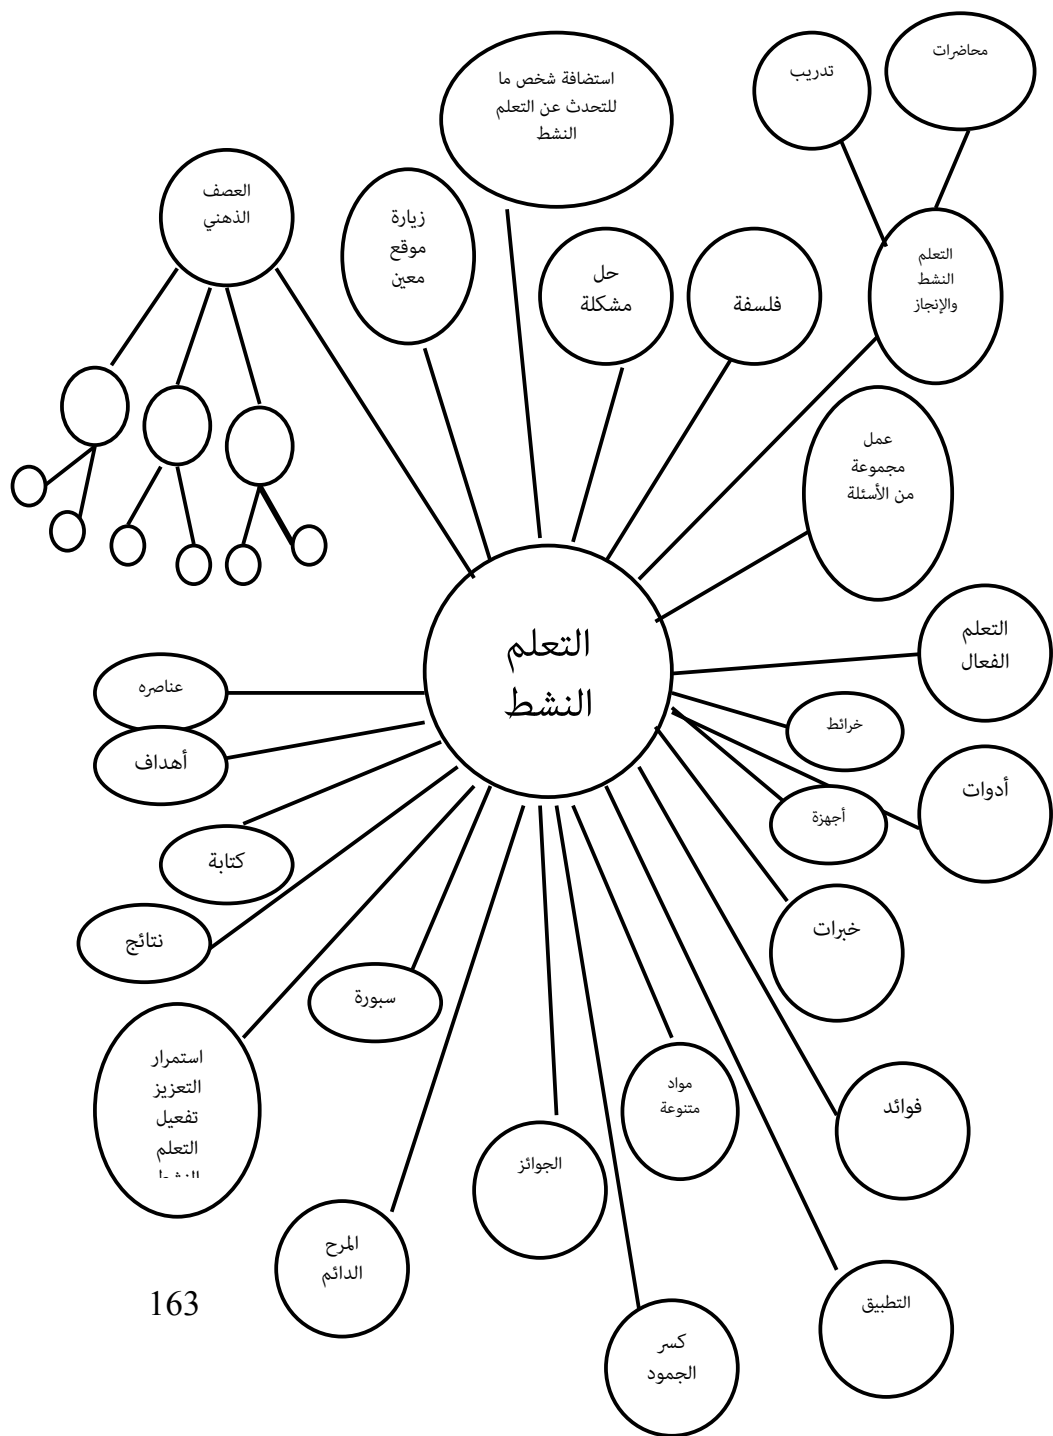 محاضرات
تدريب
استضافة شخص ما
للتحدث عن التعلم
النشط
العصف
الذهني
زيارة
موقع
معين
حل
مشكلة
فلسفة
التعلم
النشط
والإنجاز
عمل
مجموعة
من الأسئلة
التعلم
النشط
التعلم
الفعال
عناصره
خرائط
أهداف
أدوات
أجهزة
كتابة
خبرات
نتائج
سبورة
استمرار
التعزيز
تفعيل
التعلم
مواد
متنوعة
فوائد
الجوائز
المرح
الدائم
التطبيق
163
كسر
الجمود